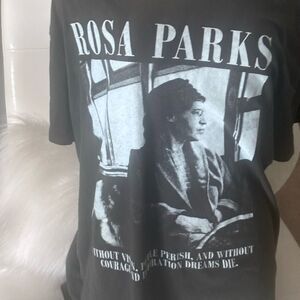 ROSA PARKS
WITHOUT PERISH, AND WITHOUT
COURAGE, DREAMS DIE.